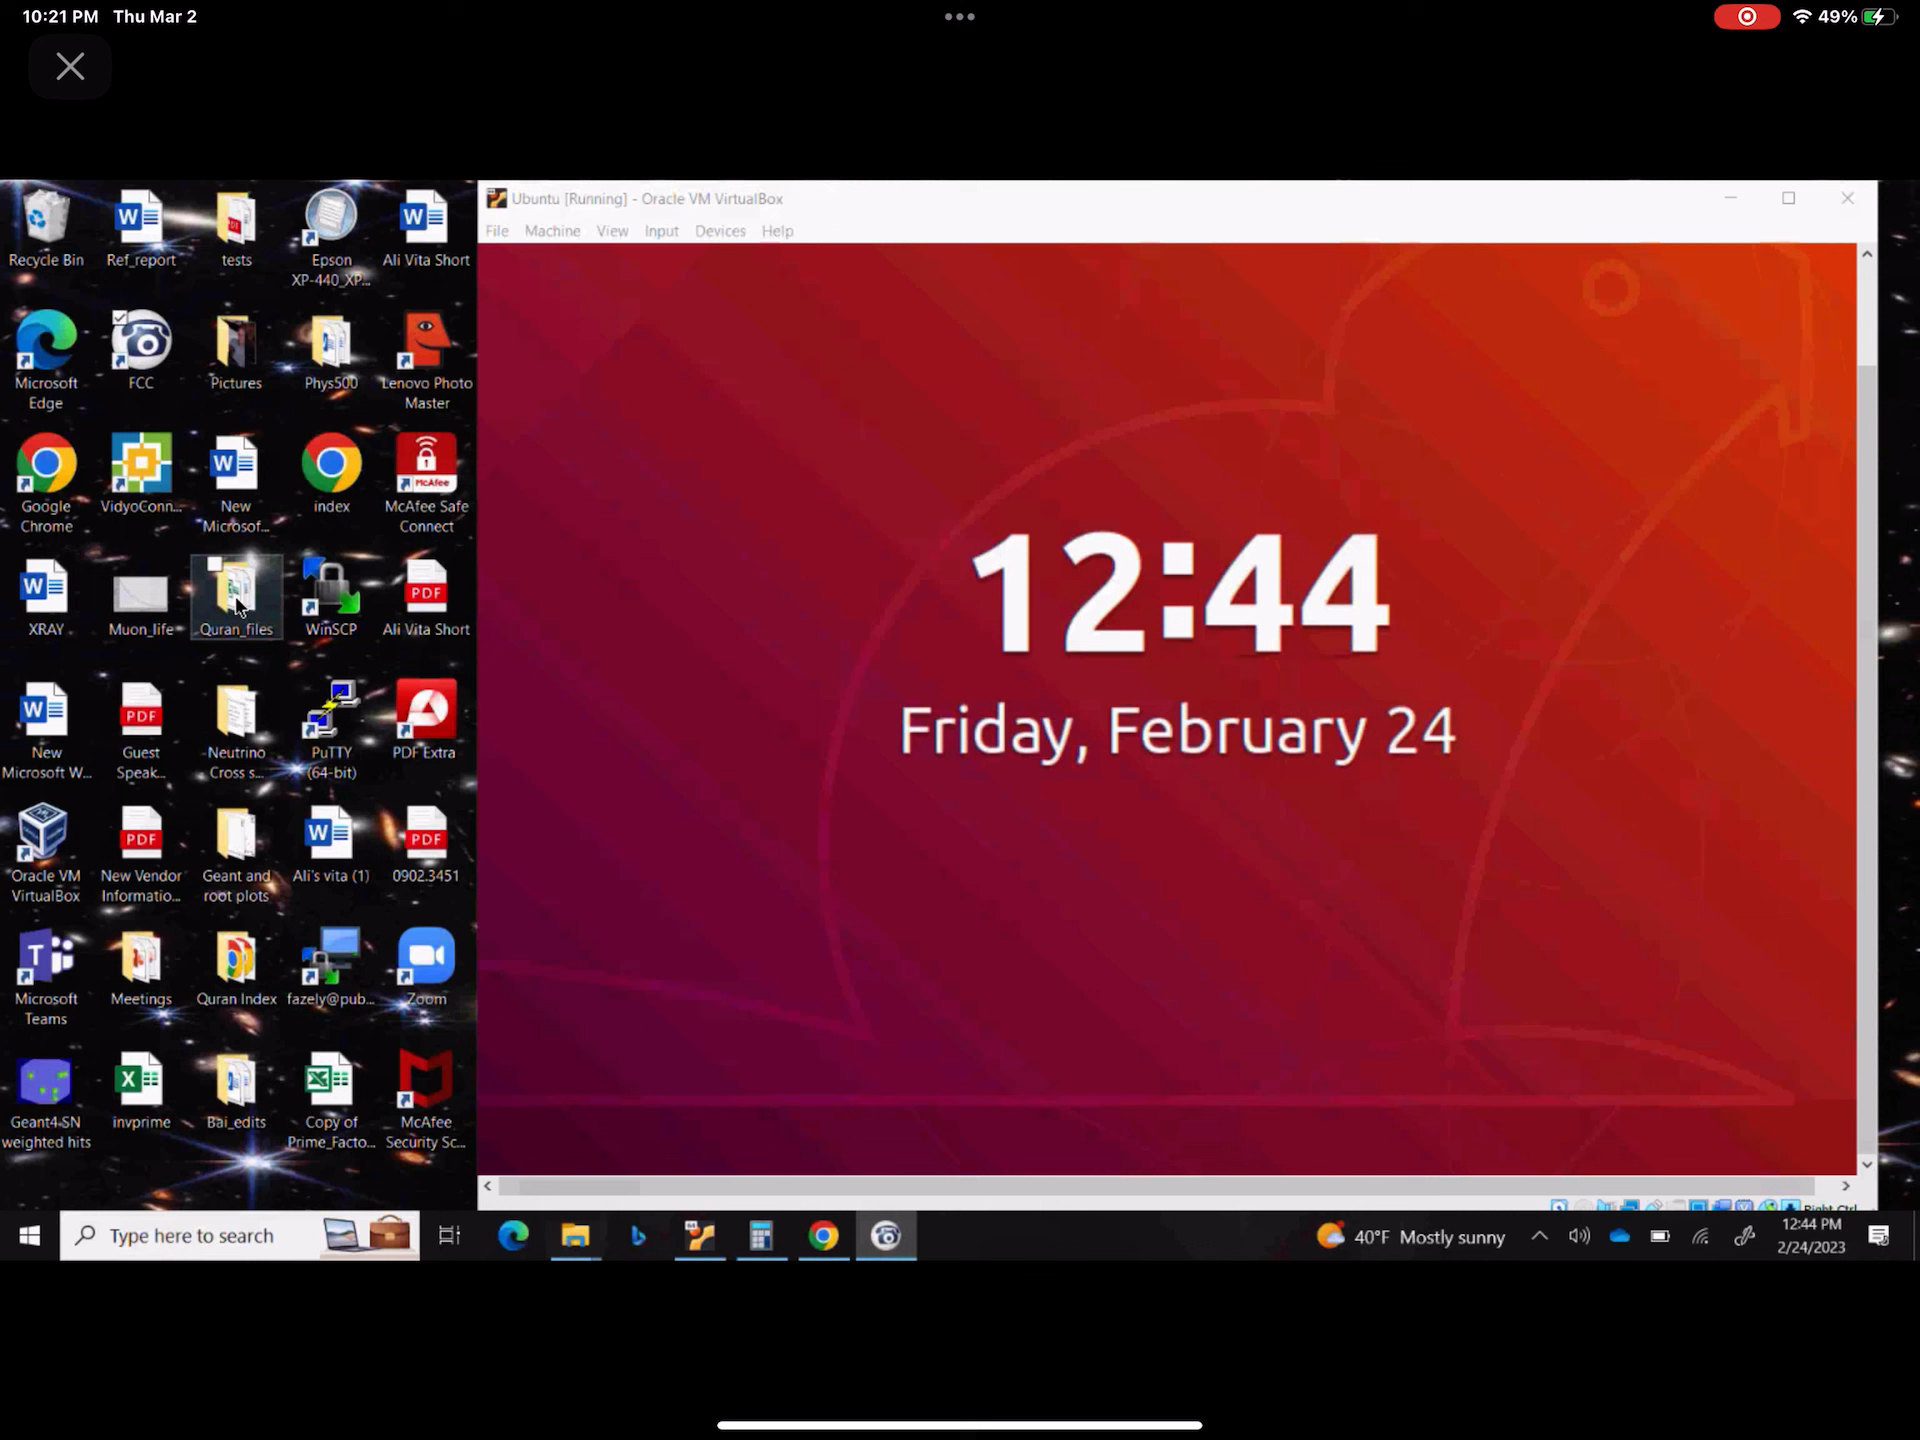 10:21 PM Thu Mar 2
49%
Ubuntu [Running] - Oracle VM VirtualBox
File Machine View Input Devices Help
Recycle Bin
Ref_report
tests
Epson
XP-440_XP...
Ali Vita Short
Microsoft
Edge
FCC
Pictures
Phys500
Lenovo Photo
Master
Google
Chrome
VidyoConn...
New
Microsof...
index
McAfee
McAfee Safe
Connect
XRAY
Muon_life
Quran_files
WinSCP
PDF
Ali Vita Short
New
Microsoft W...
PDF
Guest
Speak...
Neutrino
Cross s...
PuTTY
(64-bit)
PDF Extra
Oracle VM
VirtualBox
PDF
New Vendor
Informatio...
Geant and
root plots
Ali's vita (1)
PDF
0902.3451
Microsoft
Teams
Meetings
Quran Index
fazely@pub...
Zoom
Geant4 SN
weighted hits
invprime
Bai_edits
Copy of
Prime_Facto...
McAfee
Security Sc...
12:44
Friday, February 24
Right Ctrl
Type here to search
40°F Mostly sunny
12:44 PM
2/24/2023